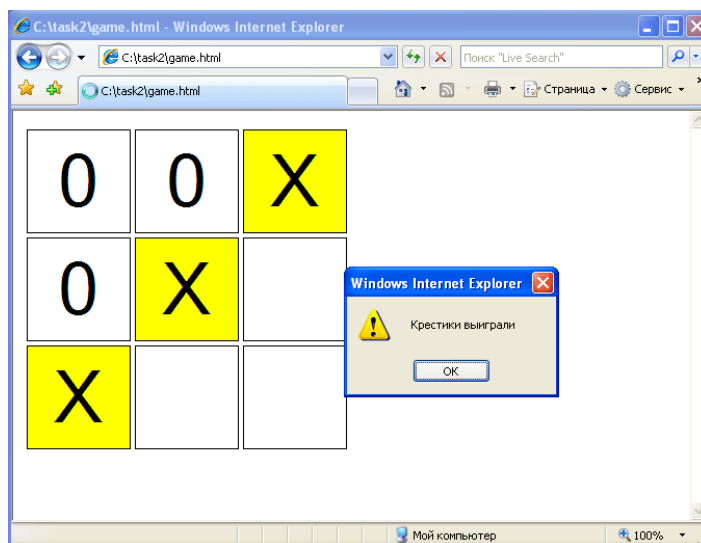 C:\task2\game.html - Windows Internet Explorer
C:\task2\game.html
Поиск "Live Search"
C:\task2\game.html
Страница
Сервис
0 0 X
0 X
X
Windows Internet Explorer
Крестики выиграли
OK
Мой компьютер
100%